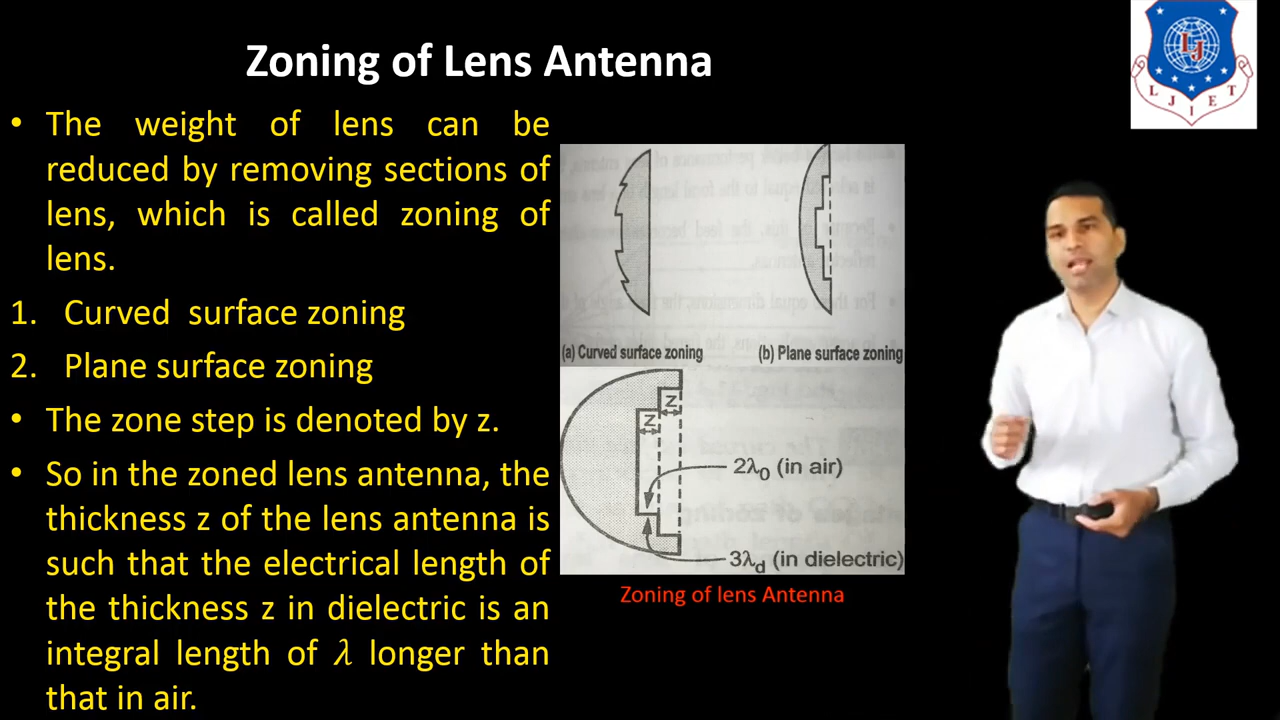 Zoning of Lens Antenna
• The weight of lens can be
reduced by removing sections of
lens, which is called zoning of
lens.
1. Curved surface zoning
2. Plane surface zoning
• The zone step is denoted by z.
• So in the zoned lens antenna, the
thickness z of the lens antenna is
such that the electrical length of
the thickness z in dielectric is an
integral length of λ longer than
that in air.
(a) Curved surface zoning
(b) Plane surface zoning
z
z
2λ₀ (in air)
3λd (in dielectric)
Zoning of lens Antenna
LJ
LJIET